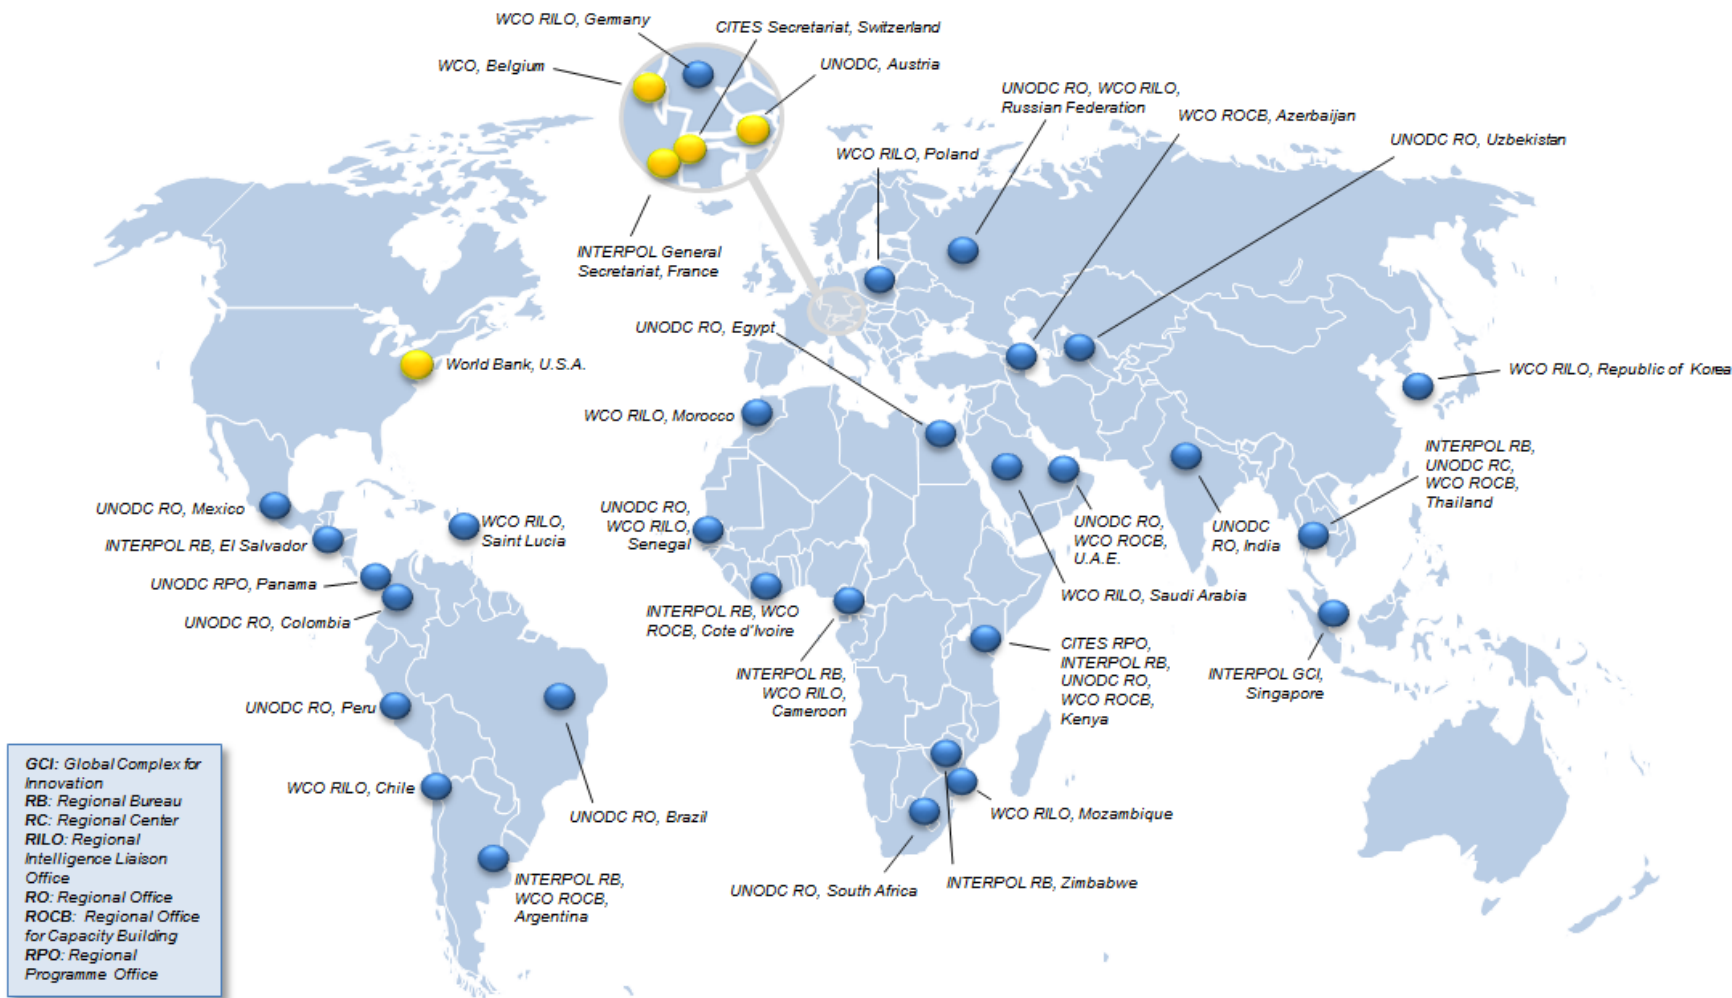 WCO RILO, Germany
CITES Secretariat, Switzerland
WCO, Belgium
UNODC, Austria
UNODC RO, WCO RILO,
Russian Federation
WCO ROCB, Azerbaijan
UNODC RO, Uzbekistan
WCO RILO, Poland
INTERPOL General
Secretariat, France
UNODC RO, Egypt
World Bank, U.S.A.
WCO RILO, Republic of Korea
WCO RILO, Morocco
INTERPOL RB,
UNODC RC,
WCO ROCB,
Thailand
UNODC RO, Mexico
WCO RILO,
Saint Lucia
UNODC RO,
WCO RILO,
Senegal
UNODC RO,
WCO ROCB,
U.A.E.
UNODC
RO, India
INTERPOL RB, El Salvador
UNODC RPO, Panama
UNODC RO, Colombia
WCO RILO, Saudi Arabia
INTERPOL RB, WCO
ROCB, Cote d'Ivoire
INTERPOL RB,
WCO RILO,
Cameroon
CITES RPO,
INTERPOL RB,
UNODC RO,
WCO ROCB,
Kenya
INTERPOL GCI,
Singapore
UNODC RO, Peru
WCO RILO, Chile
UNODC RO, Brazil
WCO RILO, Mozambique
INTERPOL RB,
WCO ROCB,
Argentina
UNODC RO, South Africa
INTERPOL RB, Zimbabwe
GCI: Global Complex for
Innovation
RB: Regional Bureau
RC: Regional Center
RILO: Regional
Intelligence Liaison
Office
RO: Regional Office
ROCB: Regional Office
for Capacity Building
RPO: Regional
Programme Office